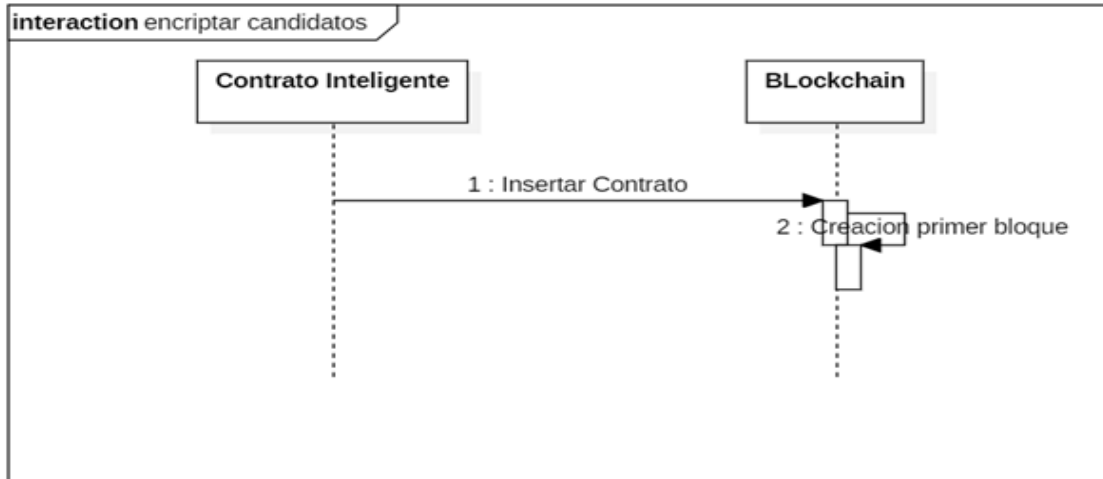 interaction encriptar candidatos
Contrato Inteligente
BLockchain
1 : Insertar Contrato
2 : Creacion primer bloque